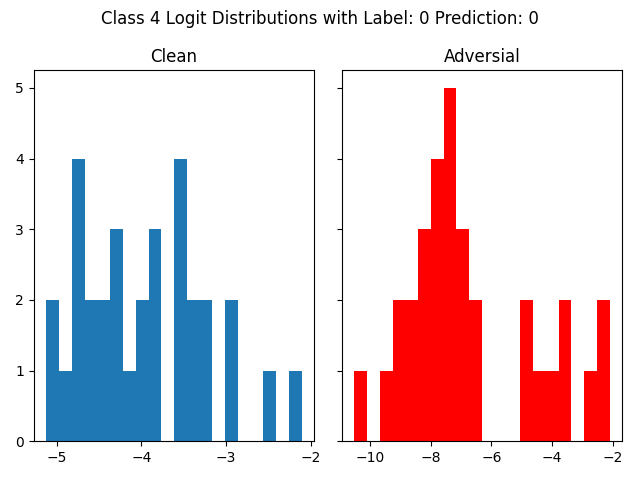 Class 4 Logit Distributions with Label: 0 Prediction: 0
Clean
Adversial
5
4
3
2
1
0
−5 −4 −3 −2
−10 −8 −6 −4 −2